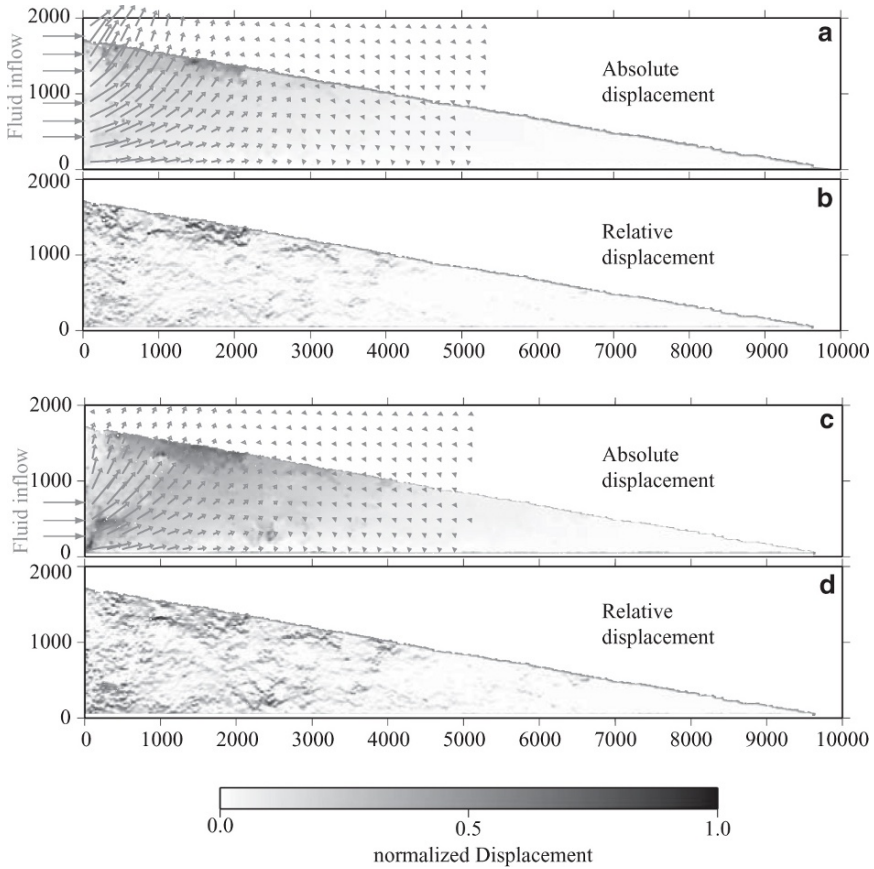 2000
a
Absolute
displacement
Fluid inflow
1000
0
2000
b
Relative
displacement
1000
0
0 1000 2000 3000 4000 5000 6000 7000 8000 9000 10000
2000
c
Absolute
displacement
Fluid inflow
1000
0
2000
d
Relative
displacement
1000
0
0 1000 2000 3000 4000 5000 6000 7000 8000 9000 10000
0.0 0.5 1.0
normalized Displacement